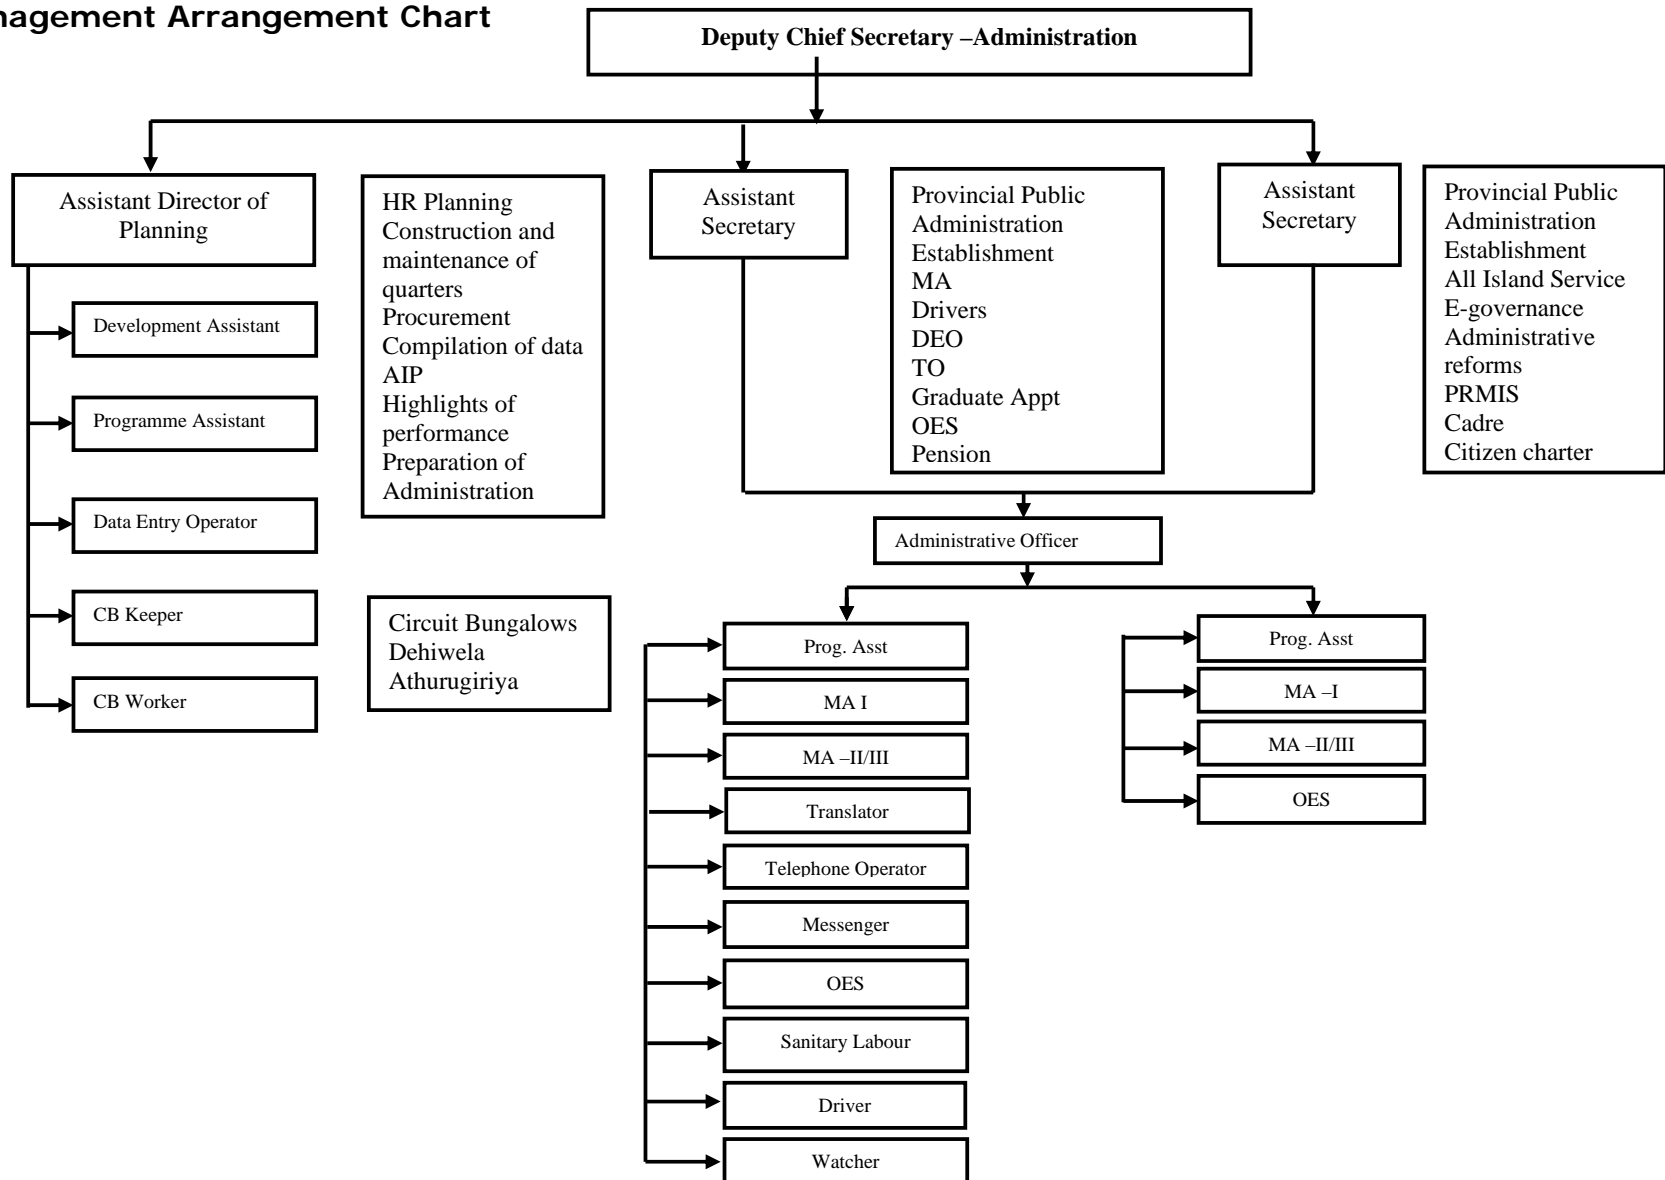 nagement Arrangement Chart
Deputy Chief Secretary –Administration
Assistant Director of
Planning
HR Planning
Construction and
maintenance of
quarters
Procurement
Compilation of data
AIP
Highlights of
performance
Preparation of
Administration
Assistant
Secretary
Provincial Public
Administration
Establishment
MA
Drivers
DEO
TO
Graduate Appt
OES
Pension
Assistant
Secretary
Provincial Public
Administration
Establishment
All Island Service
E-governance
Administrative
reforms
PRMIS
Cadre
Citizen charter
Development Assistant
Programme Assistant
Data Entry Operator
CB Keeper
CB Worker
Circuit Bungalows
Dehiwela
Athurugiriya
Administrative Officer
Prog. Asst
MA I
MA –II/III
Translator
Telephone Operator
Messenger
OES
Sanitary Labour
Driver
Watcher
Prog. Asst
MA –I
MA –II/III
OES